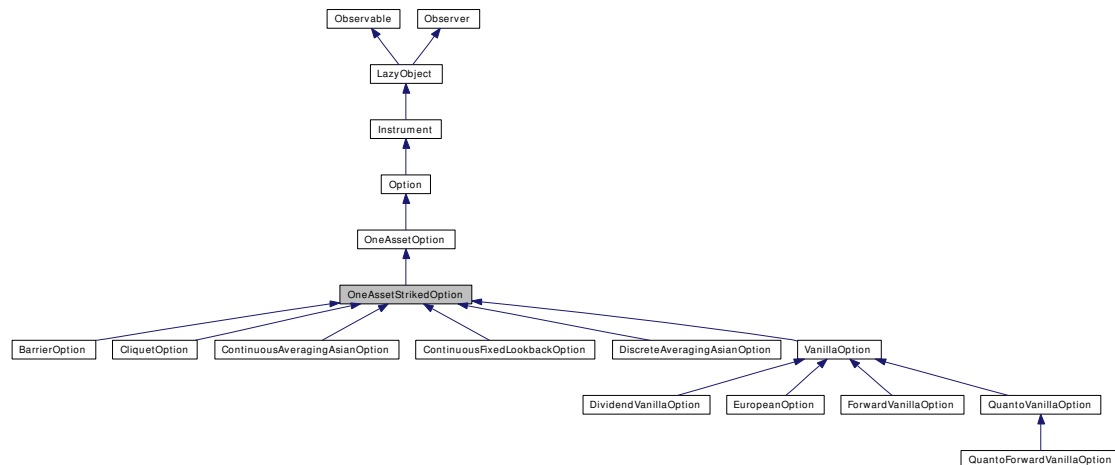 Observable
Observer
LazyObject
Instrument
Option
OneAssetOption
OneAssetStrikedOption
BarrierOption
CliquetOption
ContinuousAveragingAsianOption
ContinuousFixedLookbackOption
DiscreteAveragingAsianOption
VanillaOption
DividendVanillaOption
EuropeanOption
ForwardVanillaOption
QuantoVanillaOption
QuantoForwardVanillaOption